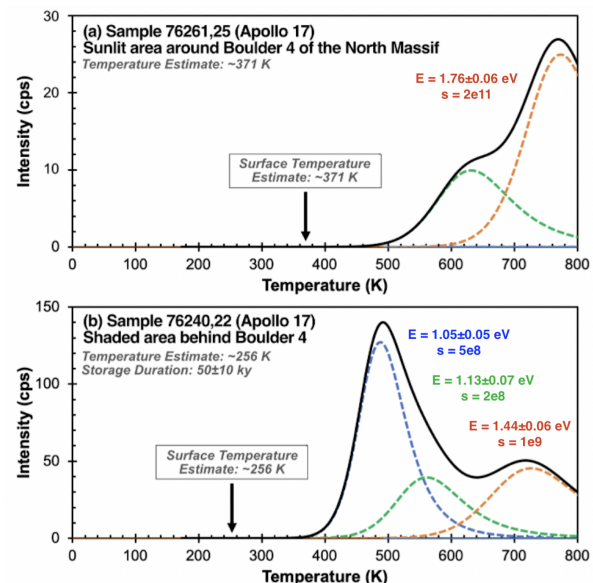 (a) Sample 76261,25 (Apollo 17)
Sunlit area around Boulder 4 of the North Massif
Temperature Estimate: ~371 K
E = 1.76±0.06 eV
s = 2e11
Surface Temperature
Estimate: ~371 K
Intensity (cps)
30
20
10
0
0 100 200 300 400 500 600 700 800
Temperature (K)
(b) Sample 76240,22 (Apollo 17)
Shaded area behind Boulder 4
Temperature Estimate: ~256 K
Storage Duration: 50±10 ky
E = 1.05±0.05 eV
s = 5e8
E = 1.13±0.07 eV
s = 2e8
E = 1.44±0.06 eV
s = 1e9
Surface Temperature
Estimate: ~256 K
Intensity (cps)
150
100
50
0
0 100 200 300 400 500 600 700 800
Temperature (K)